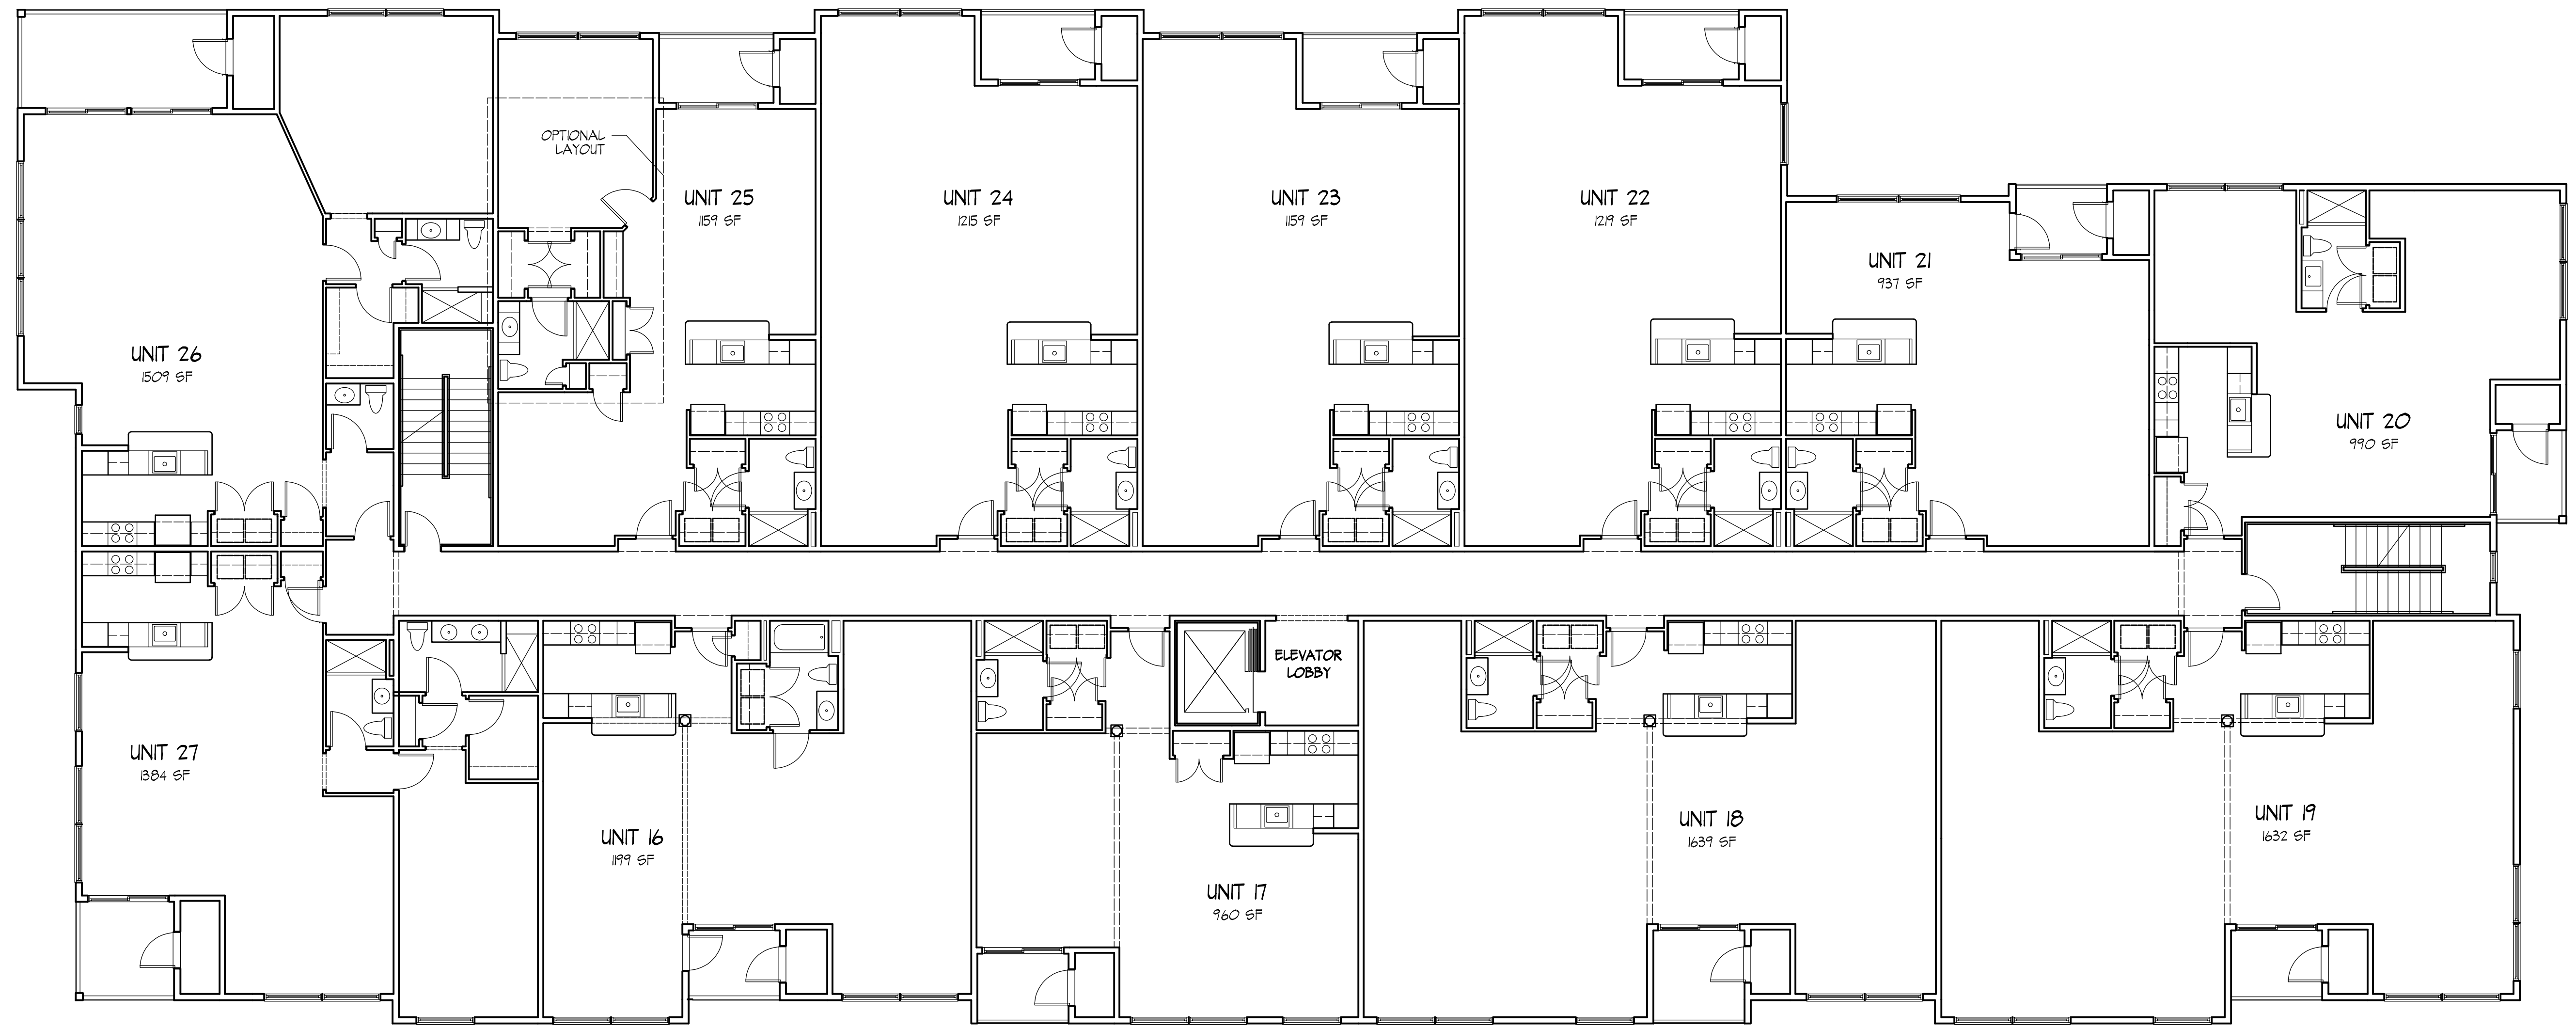 OPTIONAL
LAYOUT
UNIT 25
1159 SF
UNIT 24
1215 SF
UNIT 23
1159 SF
UNIT 22
1219 SF
UNIT 21
937 SF
UNIT 26
1509 SF
UNIT 20
990 SF
ELEVATOR
LOBBY
UNIT 27
1384 SF
UNIT 16
1199 SF
UNIT 17
960 SF
UNIT 18
1639 SF
UNIT 19
1632 SF